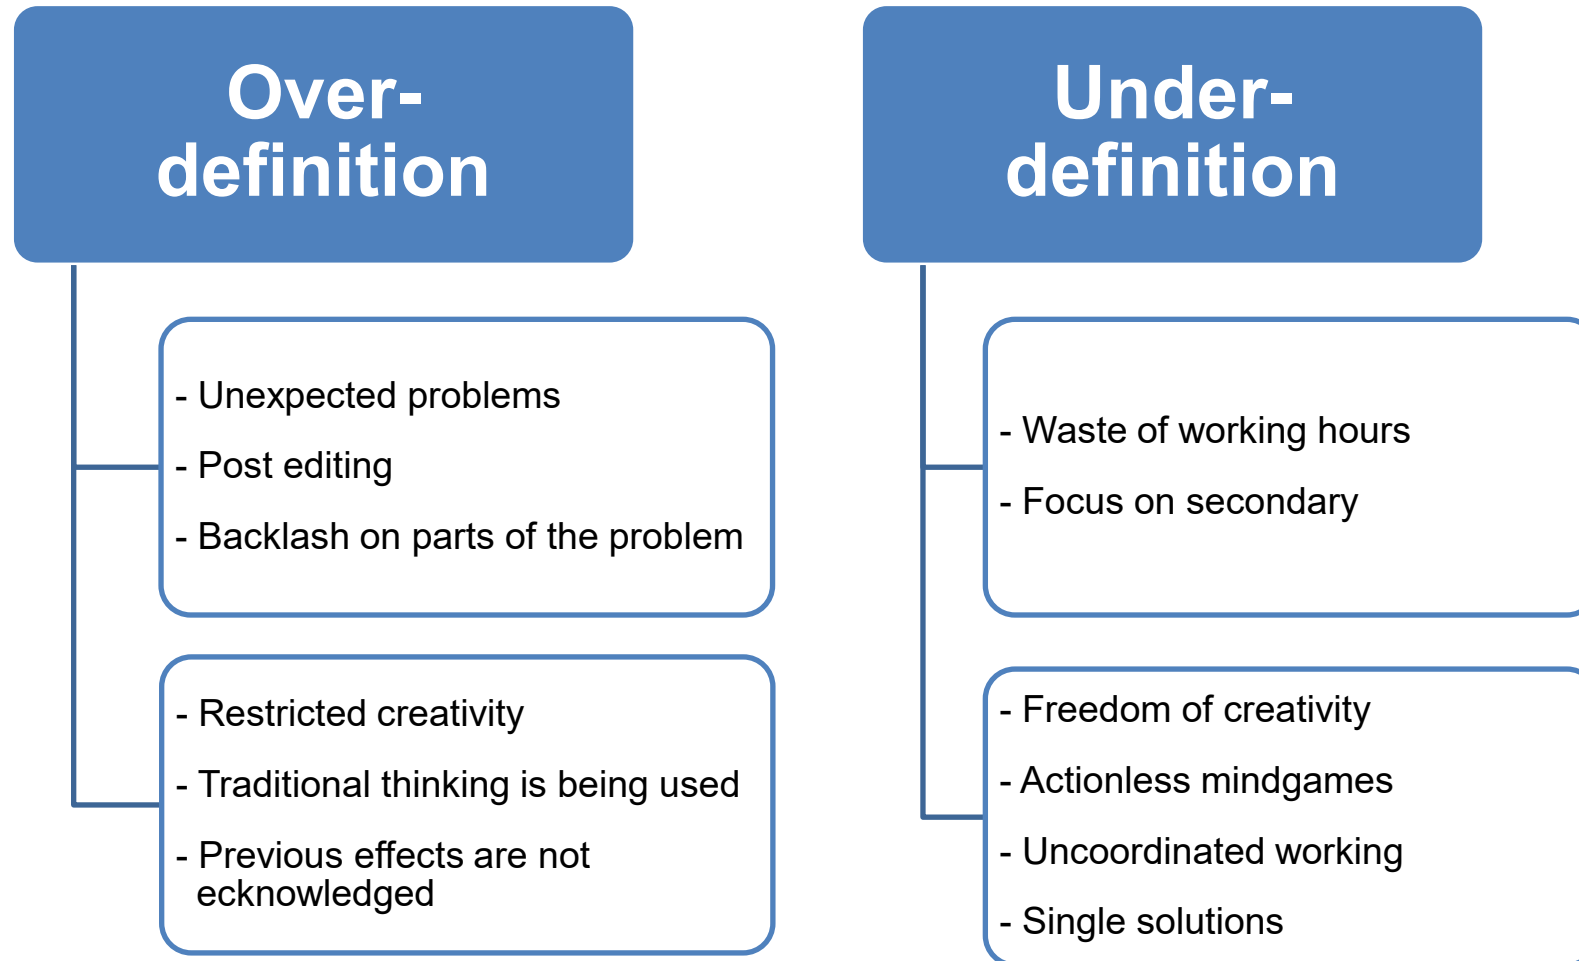 Over-
definition
- Unexpected problems
- Post editing
- Backlash on parts of the problem
- Restricted creativity
- Traditional thinking is being used
- Previous effects are not
ecknowledged
Under-
definition
- Waste of working hours
- Focus on secondary
- Freedom of creativity
- Actionless mindgames
- Uncoordinated working
- Single solutions